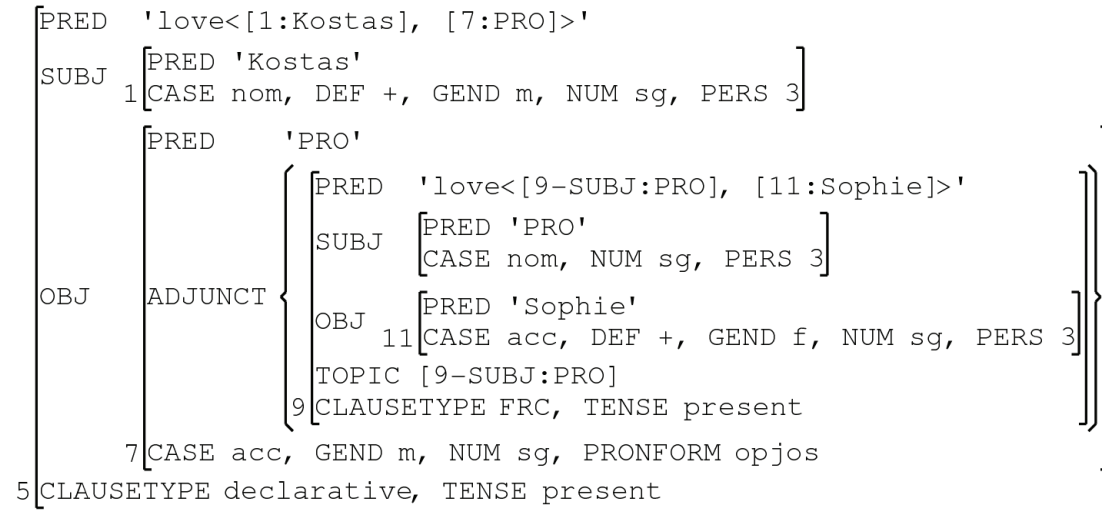 PRED 'love<[1:Kostas], [7:PRO]>'
PRED 'Kostas'
SUBJ
1 CASE nom, DEF +, GEND m, NUM sg, PERS 3
PRED 'PRO'
PRED 'love<[9-SUBJ:PRO], [11:Sophie]>'
PRED 'PRO'
SUBJ
CASE nom, NUM sg, PERS 3
OBJ ADJUNCT
PRED 'Sophie'
OBJ
11 CASE acc, DEF +, GEND f, NUM sg, PERS 3
TOPIC [9-SUBJ:PRO]
9 CLAUSETYPE FRC, TENSE present
7 CASE acc, GEND m, NUM sg, PRONFORM opjos
5 CLAUSETYPE declarative, TENSE present